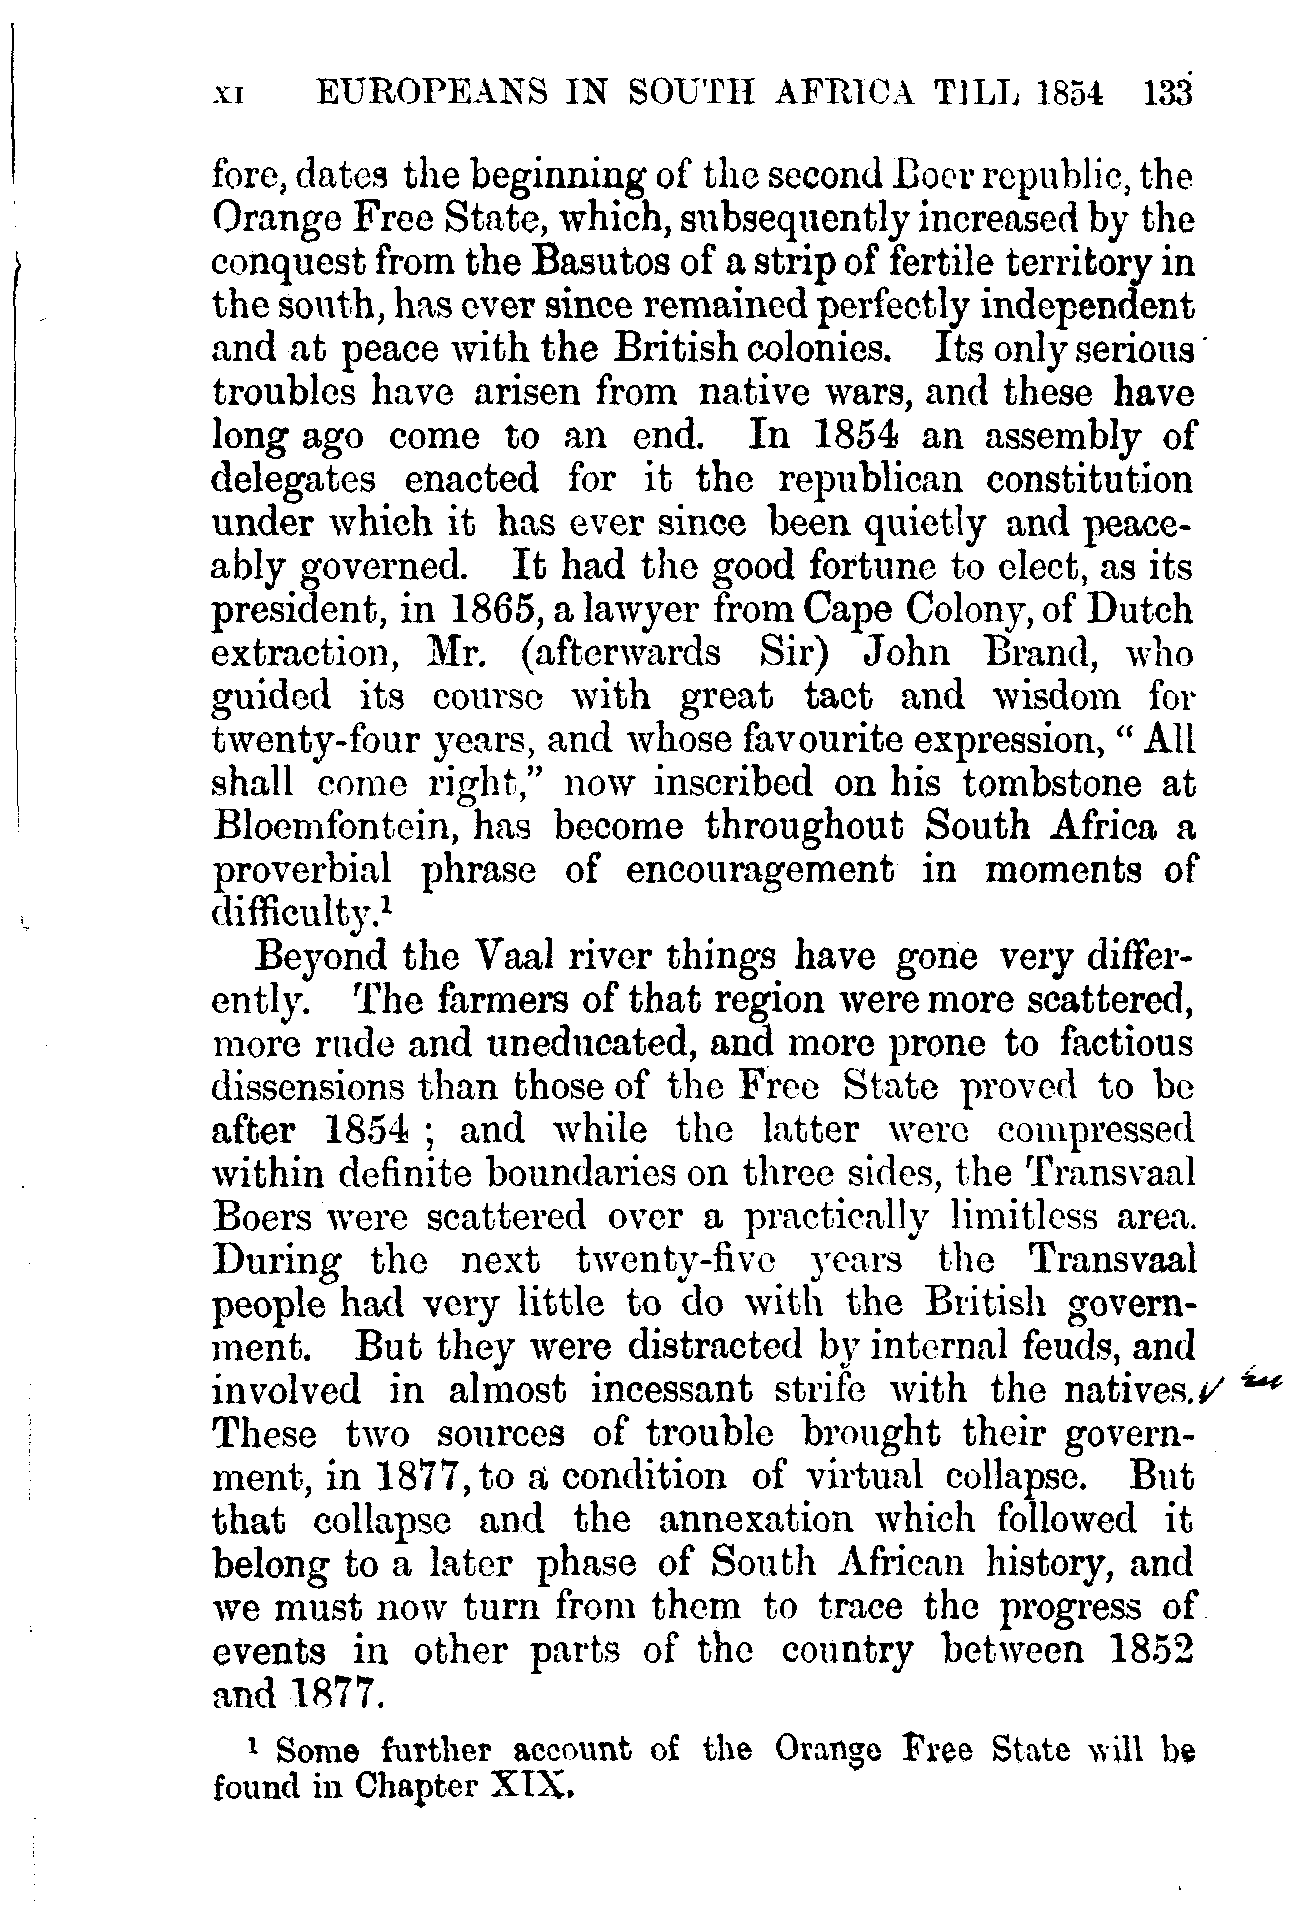 XI EUROPEANS IN SOUTH AFRICA TILL 1854 133
fore, dates the beginning of the second Boer republic, the
Orange Free State, which, subsequently increased by the
conquest from the Basutos of a strip of fertile territory in
the south, has ever since remained perfectly independent
and at peace with the British colonies. Its only serious
troubles have arisen from native wars, and these have
long ago come to an end. In 1854 an assembly of
delegates enacted for it the republican constitution
under which it has ever since been quietly and peace-
ably governed. It had the good fortune to elect, as its
president, in 1865, a lawyer from Cape Colony, of Dutch
extraction, Mr. (afterwards Sir) John Brand, who
guided its course with great tact and wisdom for
twenty-four years, and whose favourite expression, " All
shall come right," now inscribed on his tombstone at
Bloemfontein, has become throughout South Africa a
proverbial phrase of encouragement in moments of
difficulty.¹
Beyond the Vaal river things have gone very differ-
ently. The farmers of that region were more scattered,
more rude and uneducated, and more prone to factious
dissensions than those of the Free State proved to be
after 1854 ; and while the latter were compressed
within definite boundaries on three sides, the Transvaal
Boers were scattered over a practically limitless area.
During the next twenty-five years the Transvaal
people had very little to do with the British govern-
ment. But they were distracted by internal feuds, and
involved in almost incessant strife with the natives.
These two sources of trouble brought their govern-
ment, in 1877, to a condition of virtual collapse. But
that collapse and the annexation which followed it
belong to a later phase of South African history, and
we must now turn from them to trace the progress of
events in other parts of the country between 1852
and 1877.
¹ Some further account of the Orange Free State will be
found in Chapter XIX.